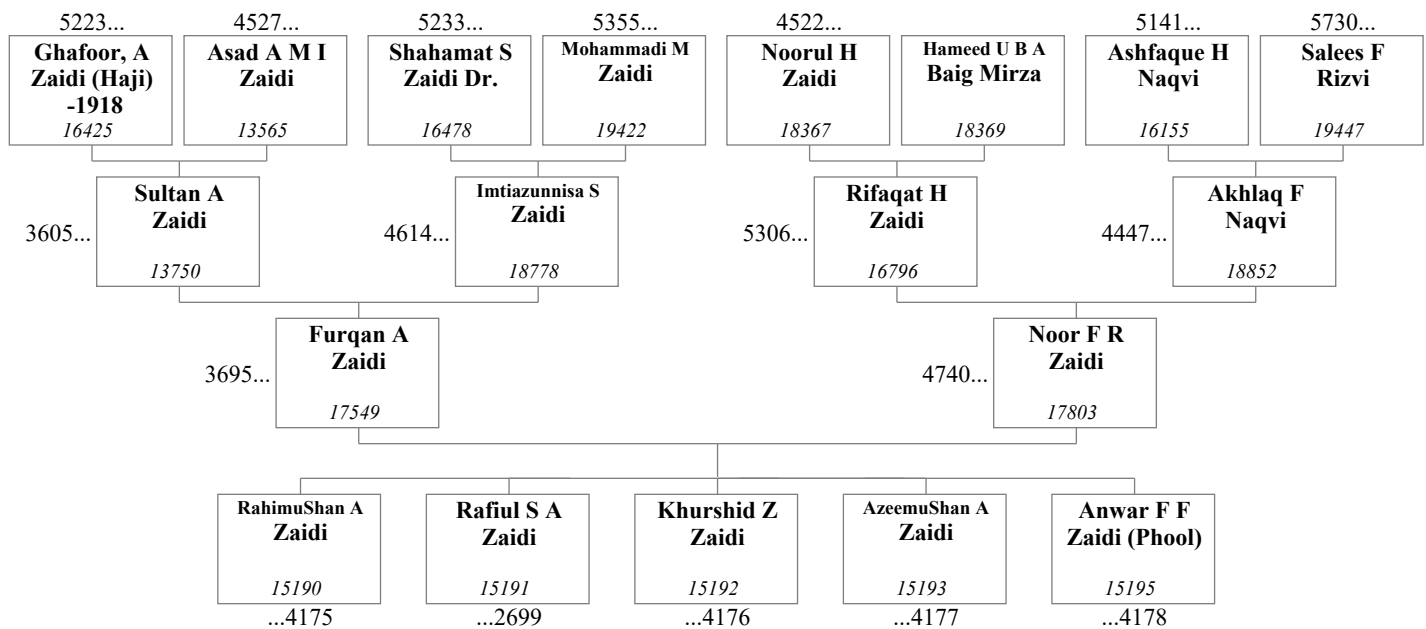 5223...
4527...
5233...
5355...
4522...
5141...
5730...
Ghafoor, A
Zaidi (Haji)
-1918
16425
Asad A M I
Zaidi
13565
Shahamat S
Zaidi Dr.
16478
Mohammadi M
Zaidi
19422
Noorul H
Zaidi
18367
Hameed U B A
Baig Mirza
18369
Ashfaque H
Naqvi
16155
Salees F
Rizvi
19447
3605...
Sultan A
Zaidi
13750
4614...
Imtiazunnisa S
Zaidi
18778
5306...
Rifaqat H
Zaidi
16796
4447...
Akhlaq F
Naqvi
18852
3695...
Furqan A
Zaidi
17549
4740...
Noor F R
Zaidi
17803
RahimuShan A
Zaidi
15190
...4175
Rafiul S A
Zaidi
15191
...2699
Khurshid Z
Zaidi
15192
...4176
AzeemuShan A
Zaidi
15193
...4177
Anwar F F
Zaidi (Phool)
15195
...4178